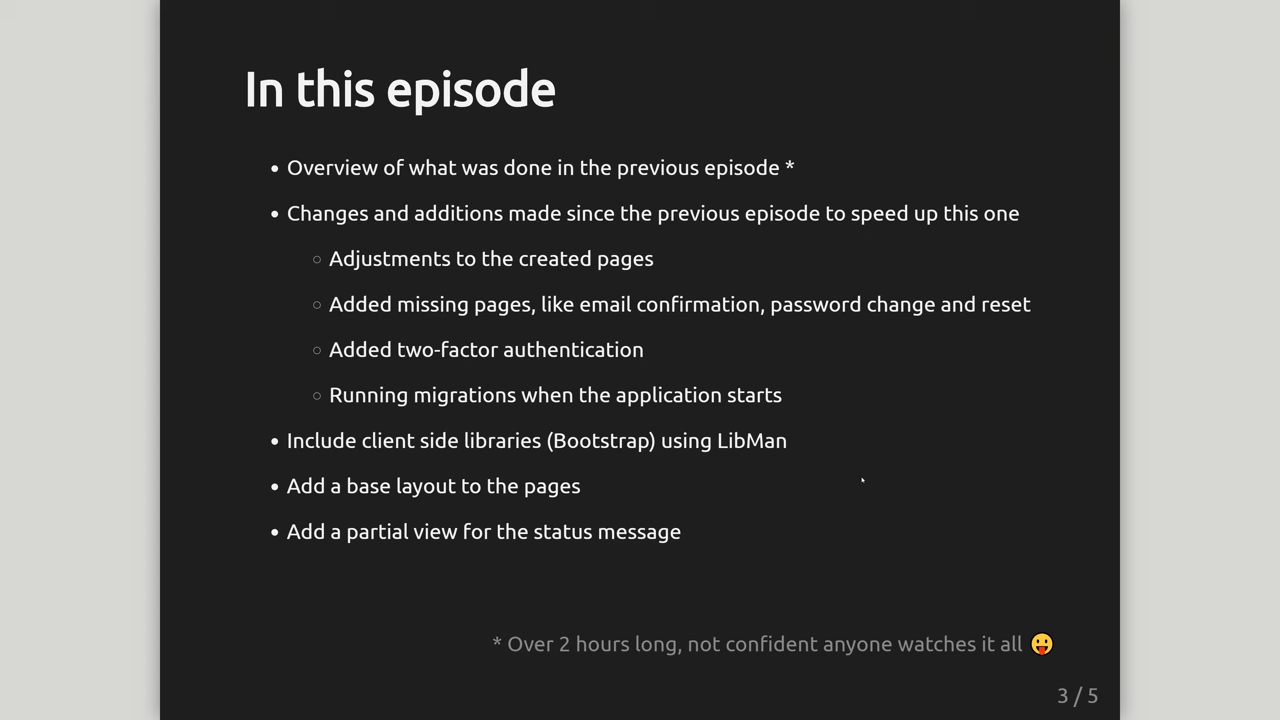 In this episode
• Overview of what was done in the previous episode *
• Changes and additions made since the previous episode to speed up this one
○ Adjustments to the created pages
○ Added missing pages, like email confirmation, password change and reset
○ Added two-factor authentication
○ Running migrations when the application starts
• Include client side libraries (Bootstrap) using LibMan
• Add a base layout to the pages
• Add a partial view for the status message
* Over 2 hours long, not confident anyone watches it all 😛
3 / 5